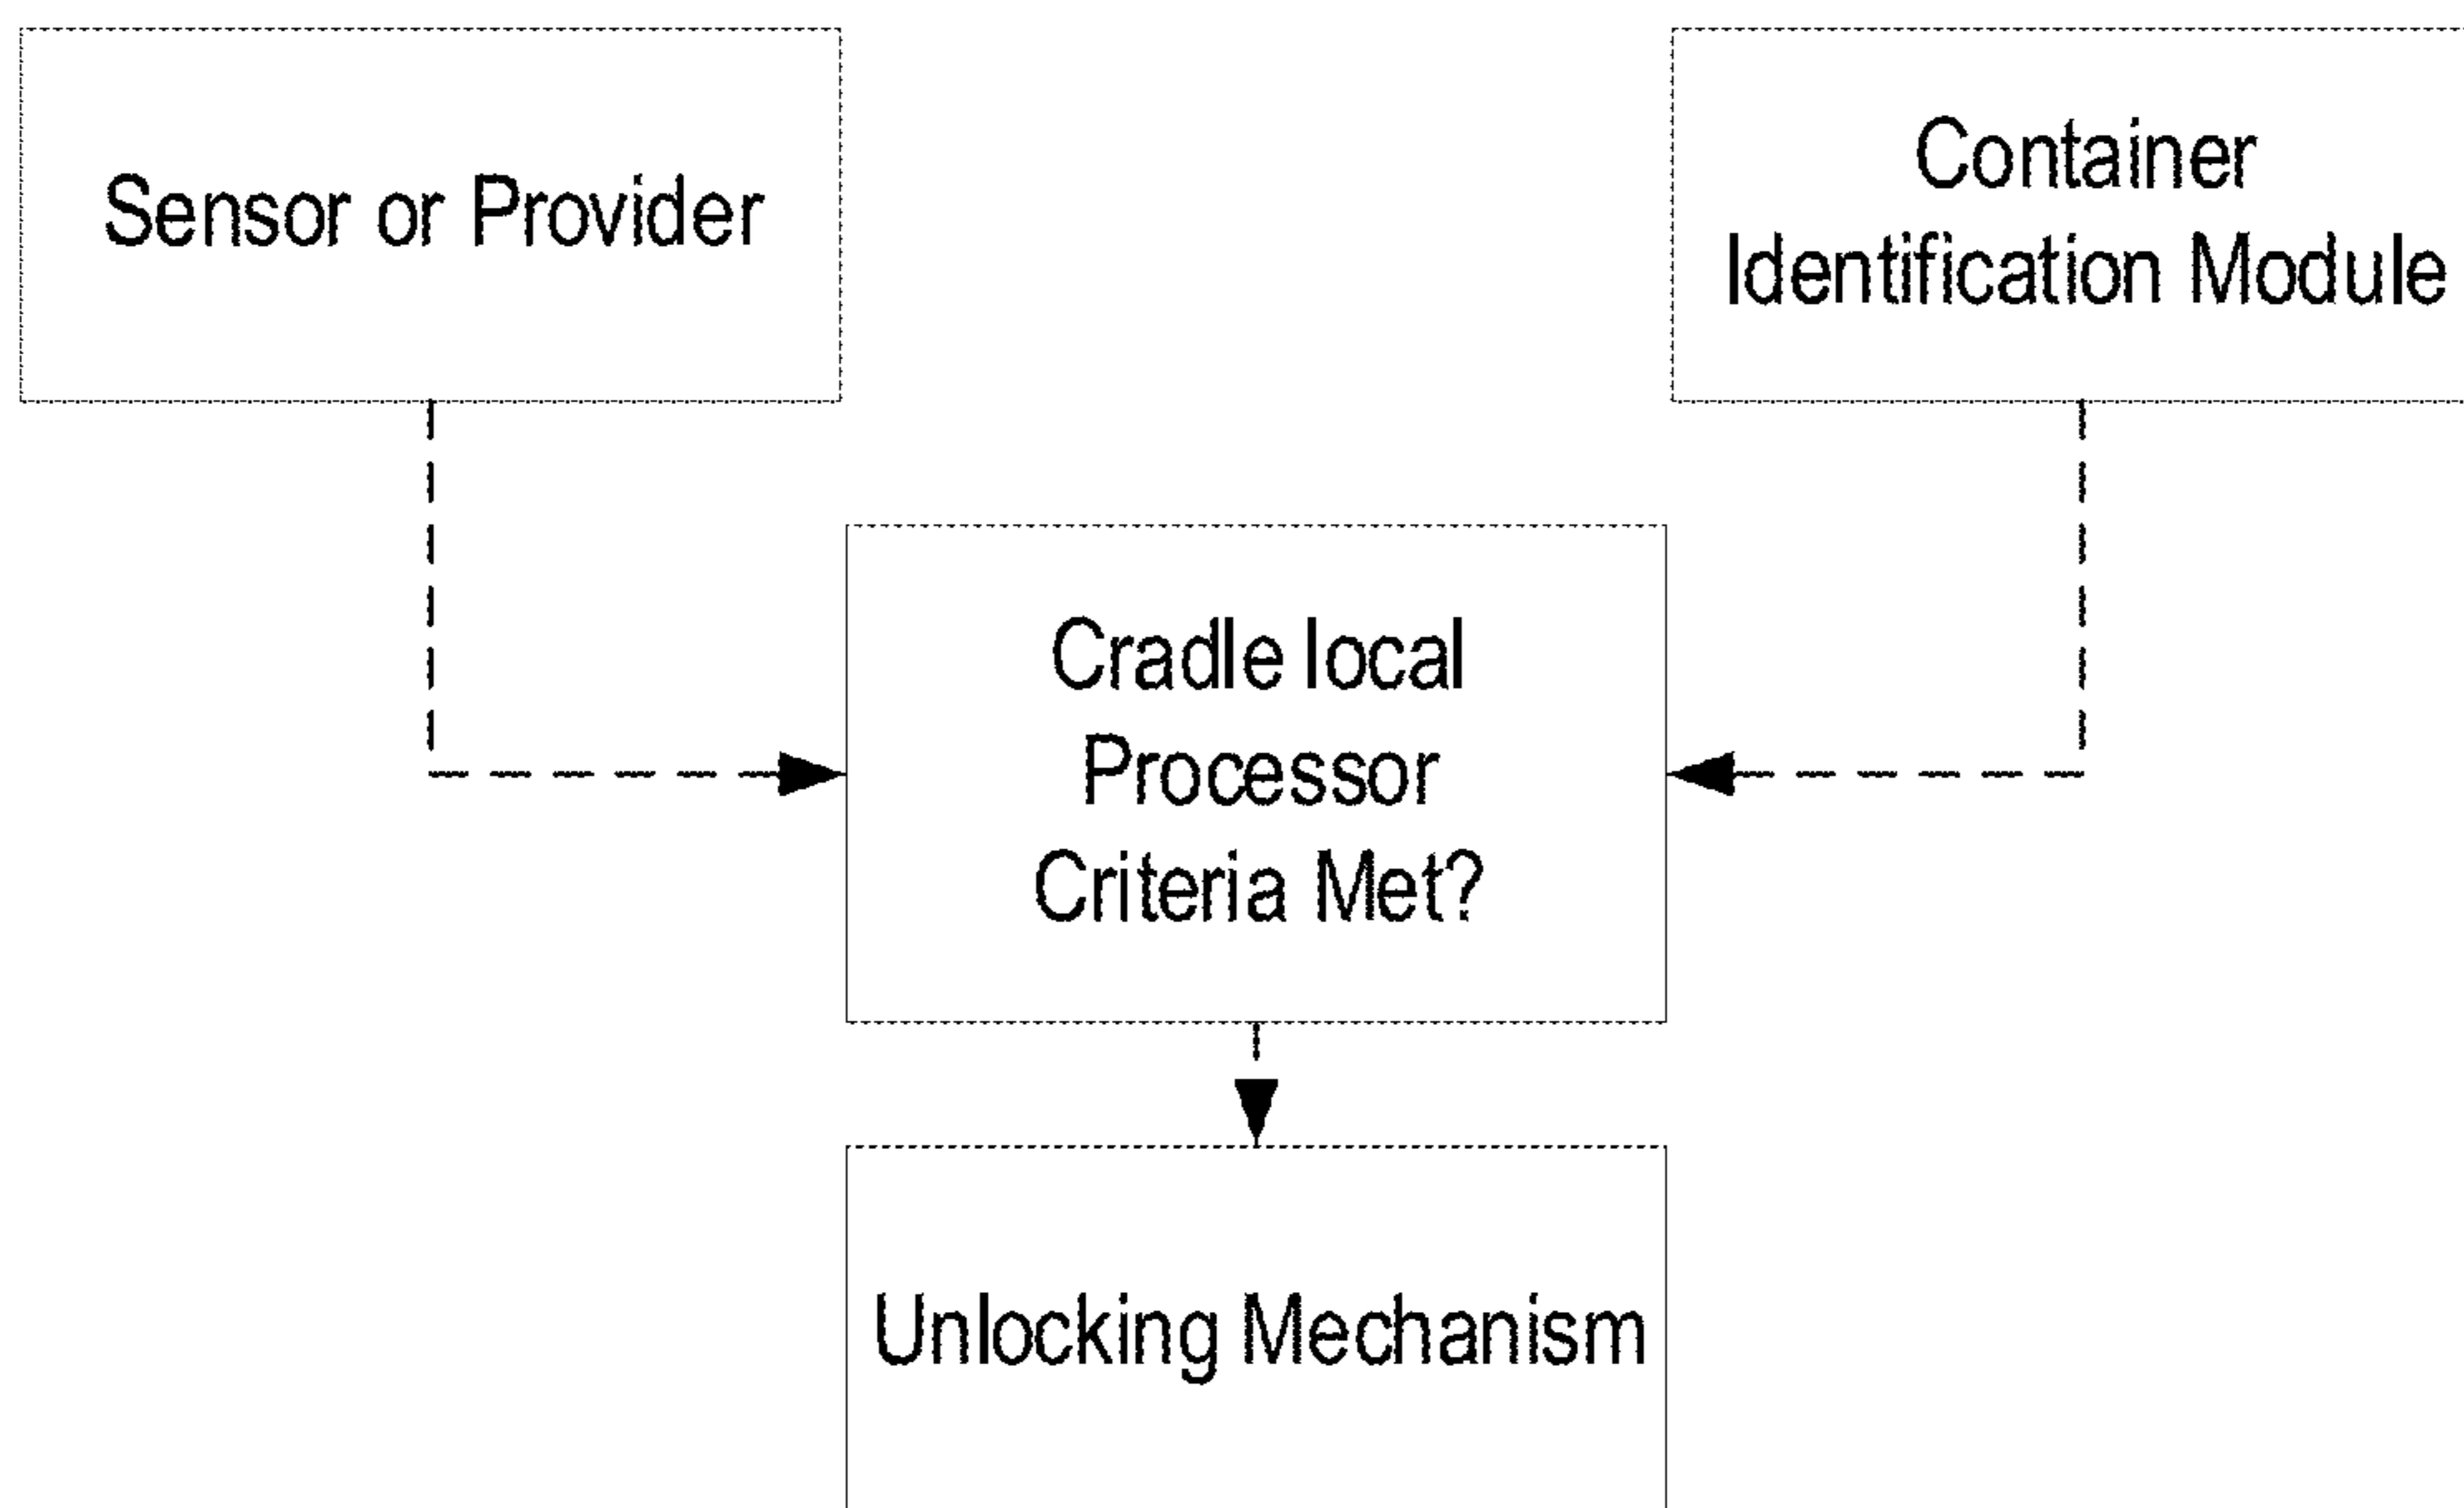 Sensor or Provider
Container
Identification Module
Cradle local
Processor
Criteria Met?
Unlocking Mechanism